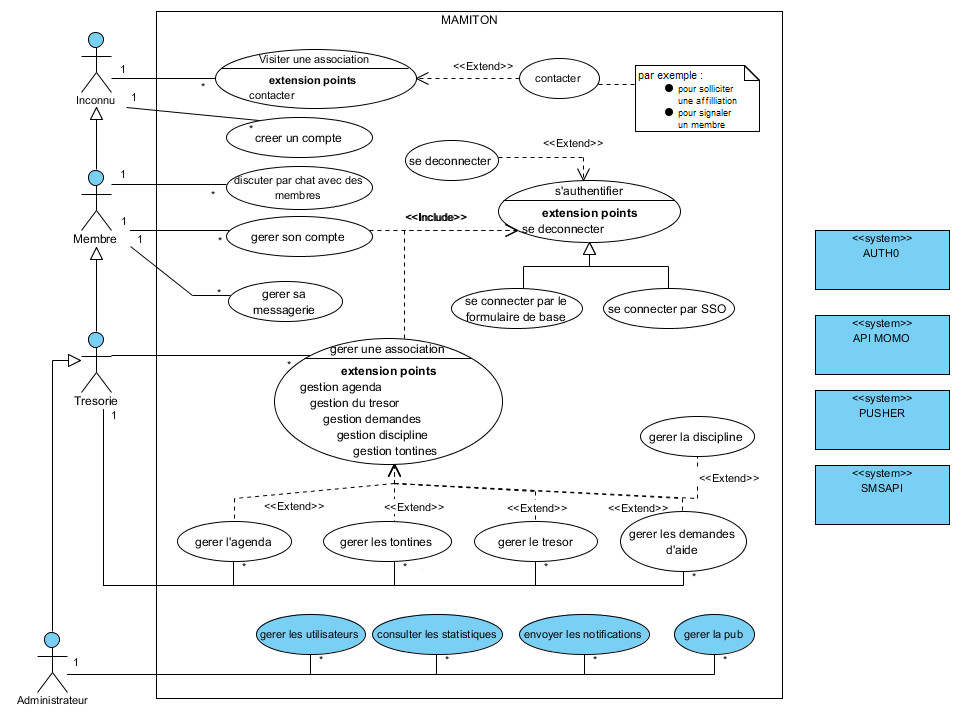 MAMITON
Inconnu
1
*
Visiter une association
extension points
contacter
<<Extend>>
contacter
par exemple :
pour solliciter
une affilliation
pour signaler
un membre
1
*
creer un compte
se deconnecter
<<Extend>>
s'authentifier
extension points
se deconnecter
Membre
1
*
discuter par chat avec des
membres
1
*
gerer son compte
<<Include>>
1
*
gerer sa
messagerie
se connecter par le
formulaire de base
se connecter par SSO
<<system>>
AUTH0
<<system>>
API MOMO
<<system>>
PUSHER
<<system>>
SMSAPI
Tresorie
1
*
gerer une association
extension points
gestion agenda
gestion du tresor
gestion demandes
gestion discipline
gestion tontines
gerer la discipline
<<Extend>>
<<Extend>>
<<Extend>>
<<Extend>>
<<Extend>>
gerer l'agenda
gerer les tontines
gerer le tresor
gerer les demandes
d'aide
*
*
*
*
Administrateur
1
gerer les utilisateurs
consulter les statistiques
envoyer les notifications
gerer la pub
*
*
*
*